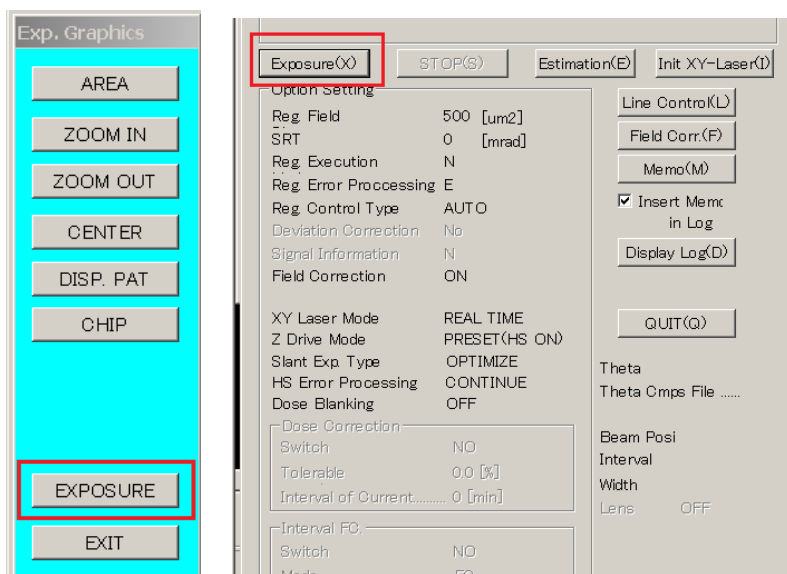 Exp. Graphics
AREA
ZOOM IN
ZOOM OUT
CENTER
DISP. PAT
CHIP
EXPOSURE
EXIT
Exposure(X) STOP(S) Estimation(E) Init XY-Laser(I)
Option Setting
Reg. Field 500 [um2]
SRT 0 [mrad]
Reg. Execution N
Reg. Error Proccessing E
Reg. Control Type AUTO
Deviation Correction No
Signal Information N
Field Correction ON
XY Laser Mode REAL TIME
Z Drive Mode PRESET(HS ON)
Slant Exp. Type OPTIMIZE
HS Error Processing CONTINUE
Dose Blanking OFF
Dose Correction
Switch NO
Tolerable 0.0 [%]
Interval of Current......... 0 [min]
Interval FC.
Switch NO
Line Control(L)
Field Corr.(F)
Memo(M)
Insert Memo
in Log
Display Log(D)
QUIT(Q)
Theta
Theta Cmps File ......
Beam Posi
Interval
Width
Lens OFF